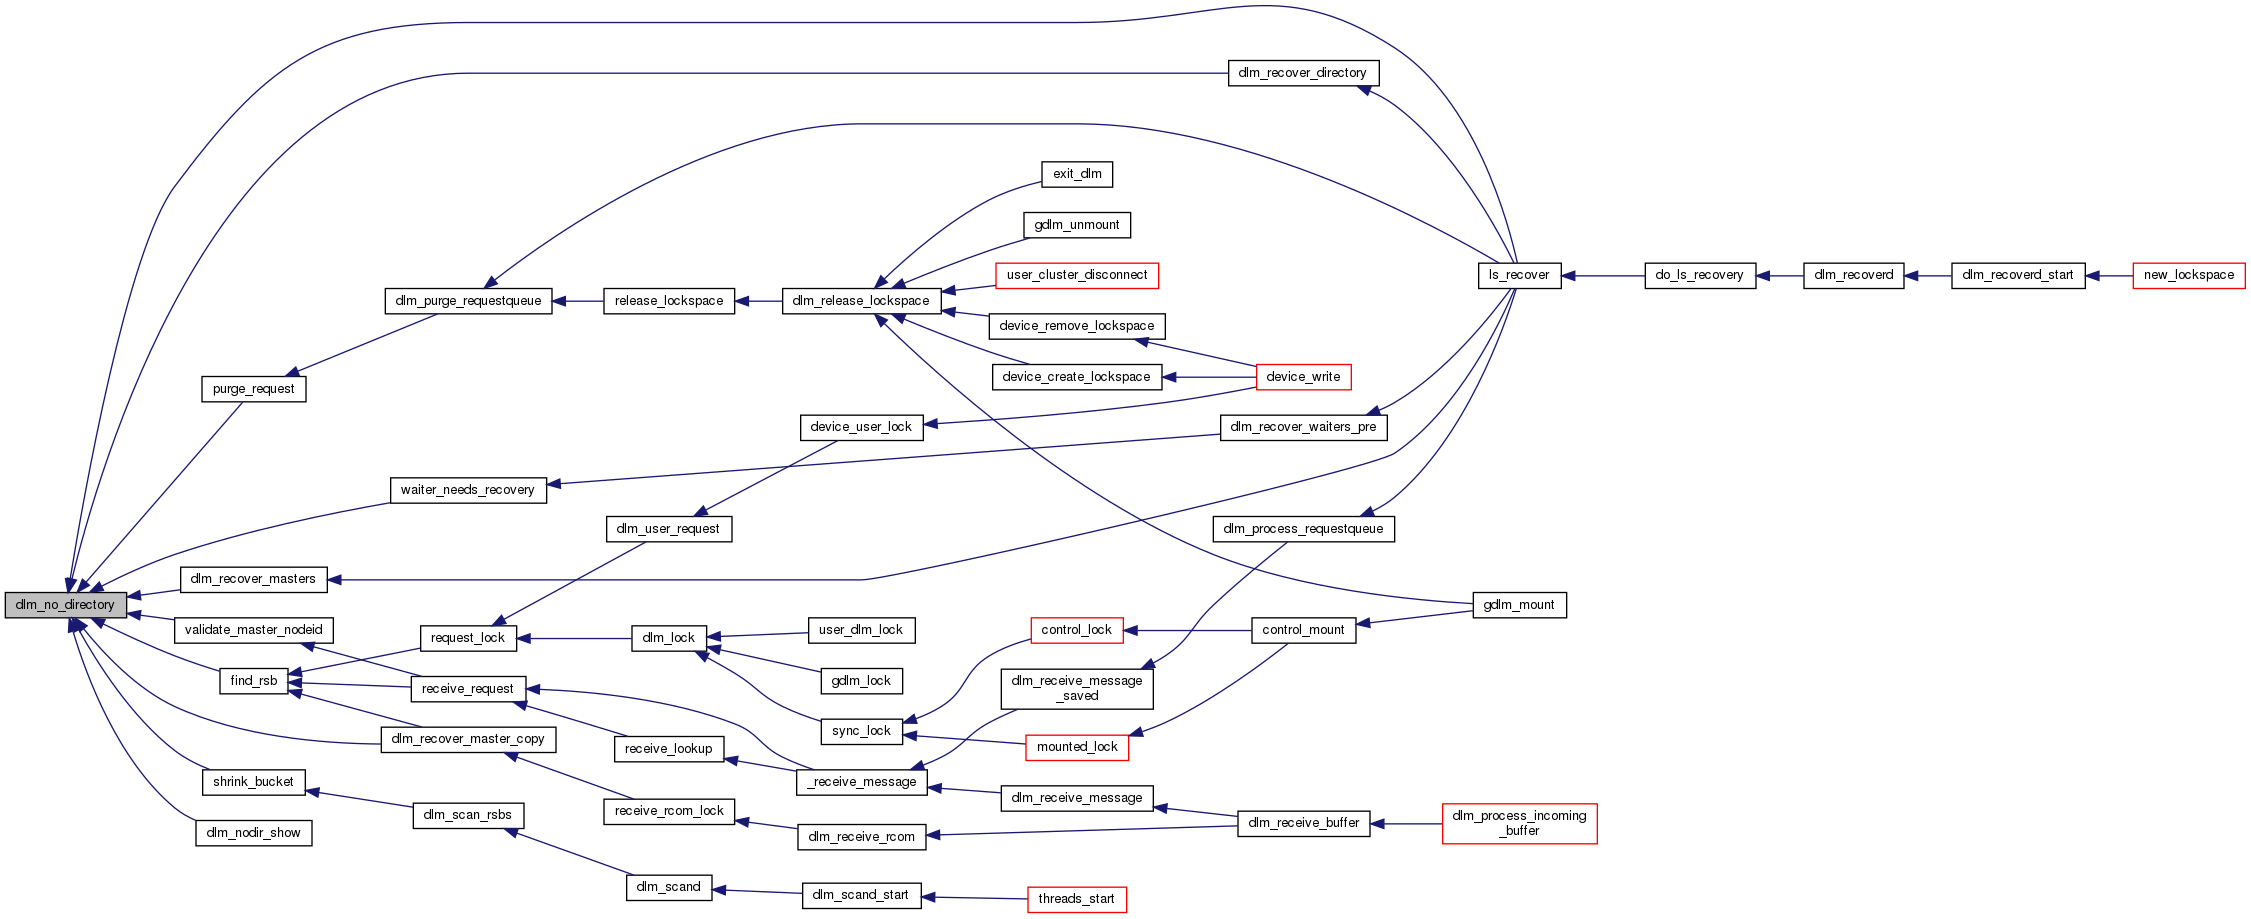 dlm_recover_directory
exit_dlm
gdlm_unmount
user_cluster_disconnect
ls_recover
do_ls_recovery
dlm_recoverd
dlm_recoverd_start
new_lockspace
dlm_purge_requestqueue
release_lockspace
dlm_release_lockspace
device_remove_lockspace
purge_request
device_create_lockspace
device_write
device_user_lock
dlm_recover_waiters_pre
waiter_needs_recovery
dlm_user_request
dlm_process_requestqueue
dlm_recover_masters
dlm_no_directory
gdlm_mount
validate_master_nodeid
request_lock
dlm_lock
user_dlm_lock
control_lock
control_mount
find_rsb
receive_request
gdlm_lock
dlm_receive_message
_saved
sync_lock
dlm_recover_master_copy
receive_lookup
mounted_lock
shrink_bucket
_receive_message
dlm_receive_message
dlm_scan_rsbs
receive_rcom_lock
dlm_receive_buffer
dlm_process_incoming
_buffer
dlm_nodir_show
dlm_receive_rcom
dlm_scand
dlm_scand_start
threads_start